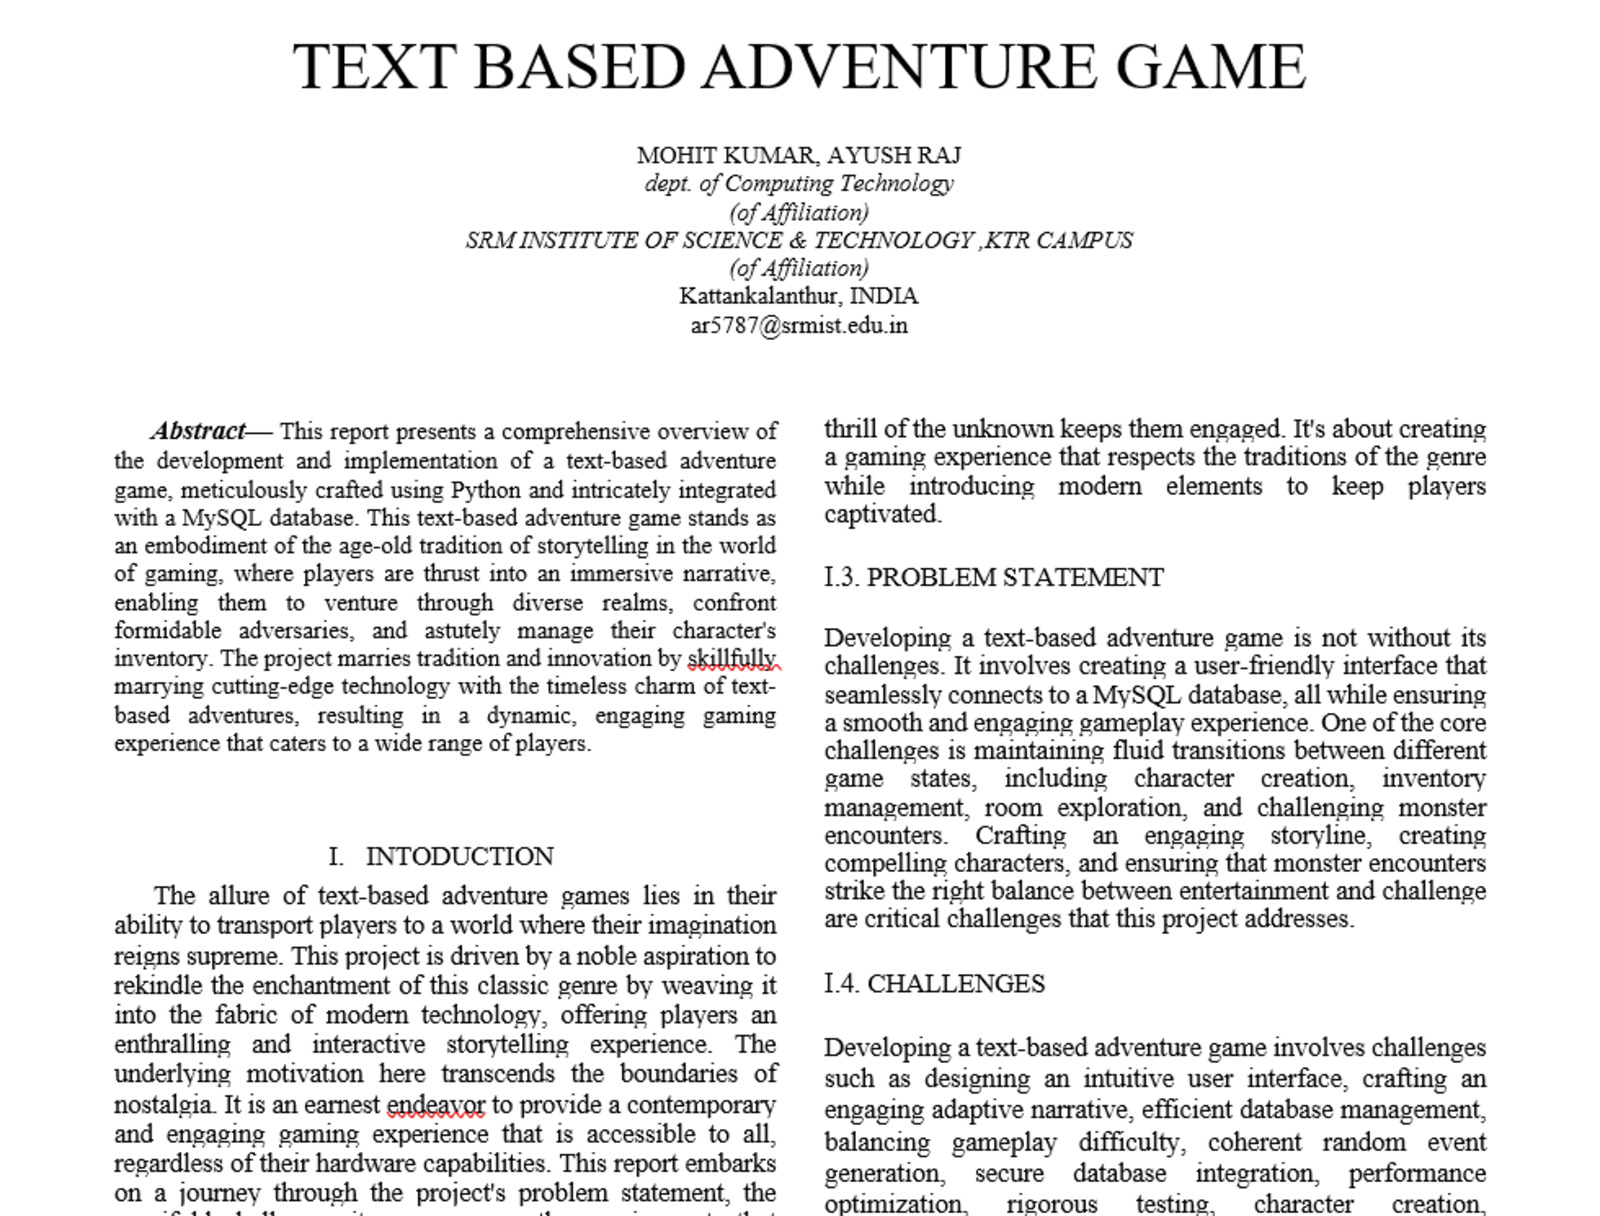 TEXT BASED ADVENTURE GAME
MOHIT KUMAR, AYUSH RAJ
dept. of Computing Technology
(of Affiliation)
SRM INSTITUTE OF SCIENCE & TECHNOLOGY ,KTR CAMPUS
(of Affiliation)
Kattankalanthur, INDIA
ar5787@srmist.edu.in
Abstract— This report presents a comprehensive overview of
the development and implementation of a text-based adventure
game, meticulously crafted using Python and intricately integrated
with a MySQL database. This text-based adventure game stands as
an embodiment of the age-old tradition of storytelling in the world
of gaming, where players are thrust into an immersive narrative,
enabling them to venture through diverse realms, confront
formidable adversaries, and astutely manage their character's
inventory. The project marries tradition and innovation by skillfully
marrying cutting-edge technology with the timeless charm of text-
based adventures, resulting in a dynamic, engaging gaming
experience that caters to a wide range of players.
I. INTODUCTION
The allure of text-based adventure games lies in their
ability to transport players to a world where their imagination
reigns supreme. This project is driven by a noble aspiration to
rekindle the enchantment of this classic genre by weaving it
into the fabric of modern technology, offering players an
enthralling and interactive storytelling experience. The
underlying motivation here transcends the boundaries of
nostalgia. It is an earnest endeavor to provide a contemporary
and engaging gaming experience that is accessible to all,
regardless of their hardware capabilities. This report embarks
on a journey through the project's problem statement, the
thrill of the unknown keeps them engaged. It's about creating
a gaming experience that respects the traditions of the genre
while introducing modern elements to keep players
captivated.
I.3. PROBLEM STATEMENT
Developing a text-based adventure game is not without its
challenges. It involves creating a user-friendly interface that
seamlessly connects to a MySQL database, all while ensuring
a smooth and engaging gameplay experience. One of the core
challenges is maintaining fluid transitions between different
game states, including character creation, inventory
management, room exploration, and challenging monster
encounters. Crafting an engaging storyline, creating
compelling characters, and ensuring that monster encounters
strike the right balance between entertainment and challenge
are critical challenges that this project addresses.
I.4. CHALLENGES
Developing a text-based adventure game involves challenges
such as designing an intuitive user interface, crafting an
engaging adaptive narrative, efficient database management,
balancing gameplay difficulty, coherent random event
generation, secure database integration, performance
optimization, rigorous testing, character creation,